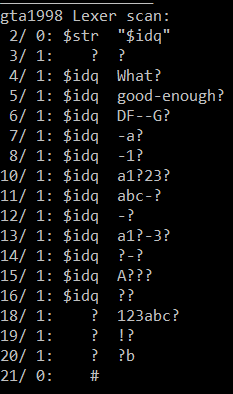 gta1998 Lexer scan:
2/ 0: $str "$idq"
3/ 1: ? ?
4/ 1: $idq What?
5/ 1: $idq good-enough?
6/ 1: $idq DF--G?
7/ 1: $idq -a?
8/ 1: $idq -1?
10/ 1: $idq a1?23?
11/ 1: $idq abc-?
12/ 1: $idq -?
13/ 1: $idq a1?-3?
14/ 1: $idq ?-?
15/ 1: $idq A???
16/ 1: $idq ??
18/ 1: ? 123abc?
19/ 1: ? !?
20/ 1: ? ?b
21/ 0: #